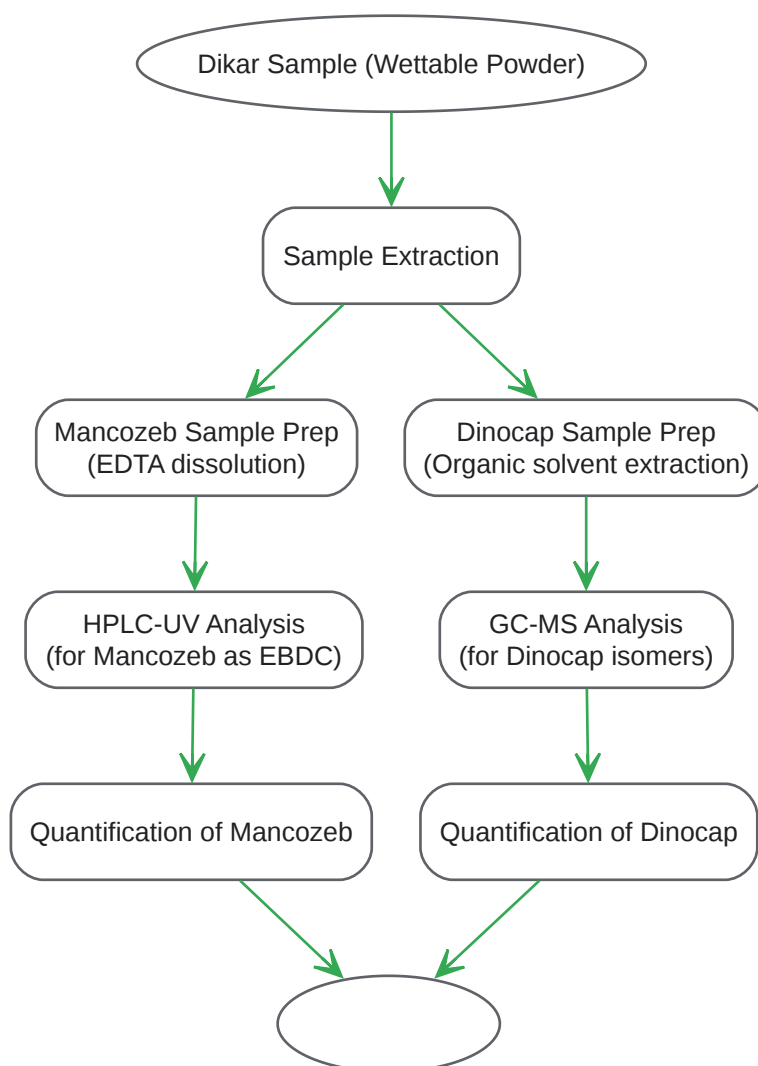 Dikar Sample (Wettable Powder)
Sample Extraction
Mancozeb Sample Prep
(EDTA dissolution)
Dinocap Sample Prep
(Organic solvent extraction)
HPLC-UV Analysis
(for Mancozeb as EBDC)
GC-MS Analysis
(for Dinocap isomers)
Quantification of Mancozeb
Quantification of Dinocap